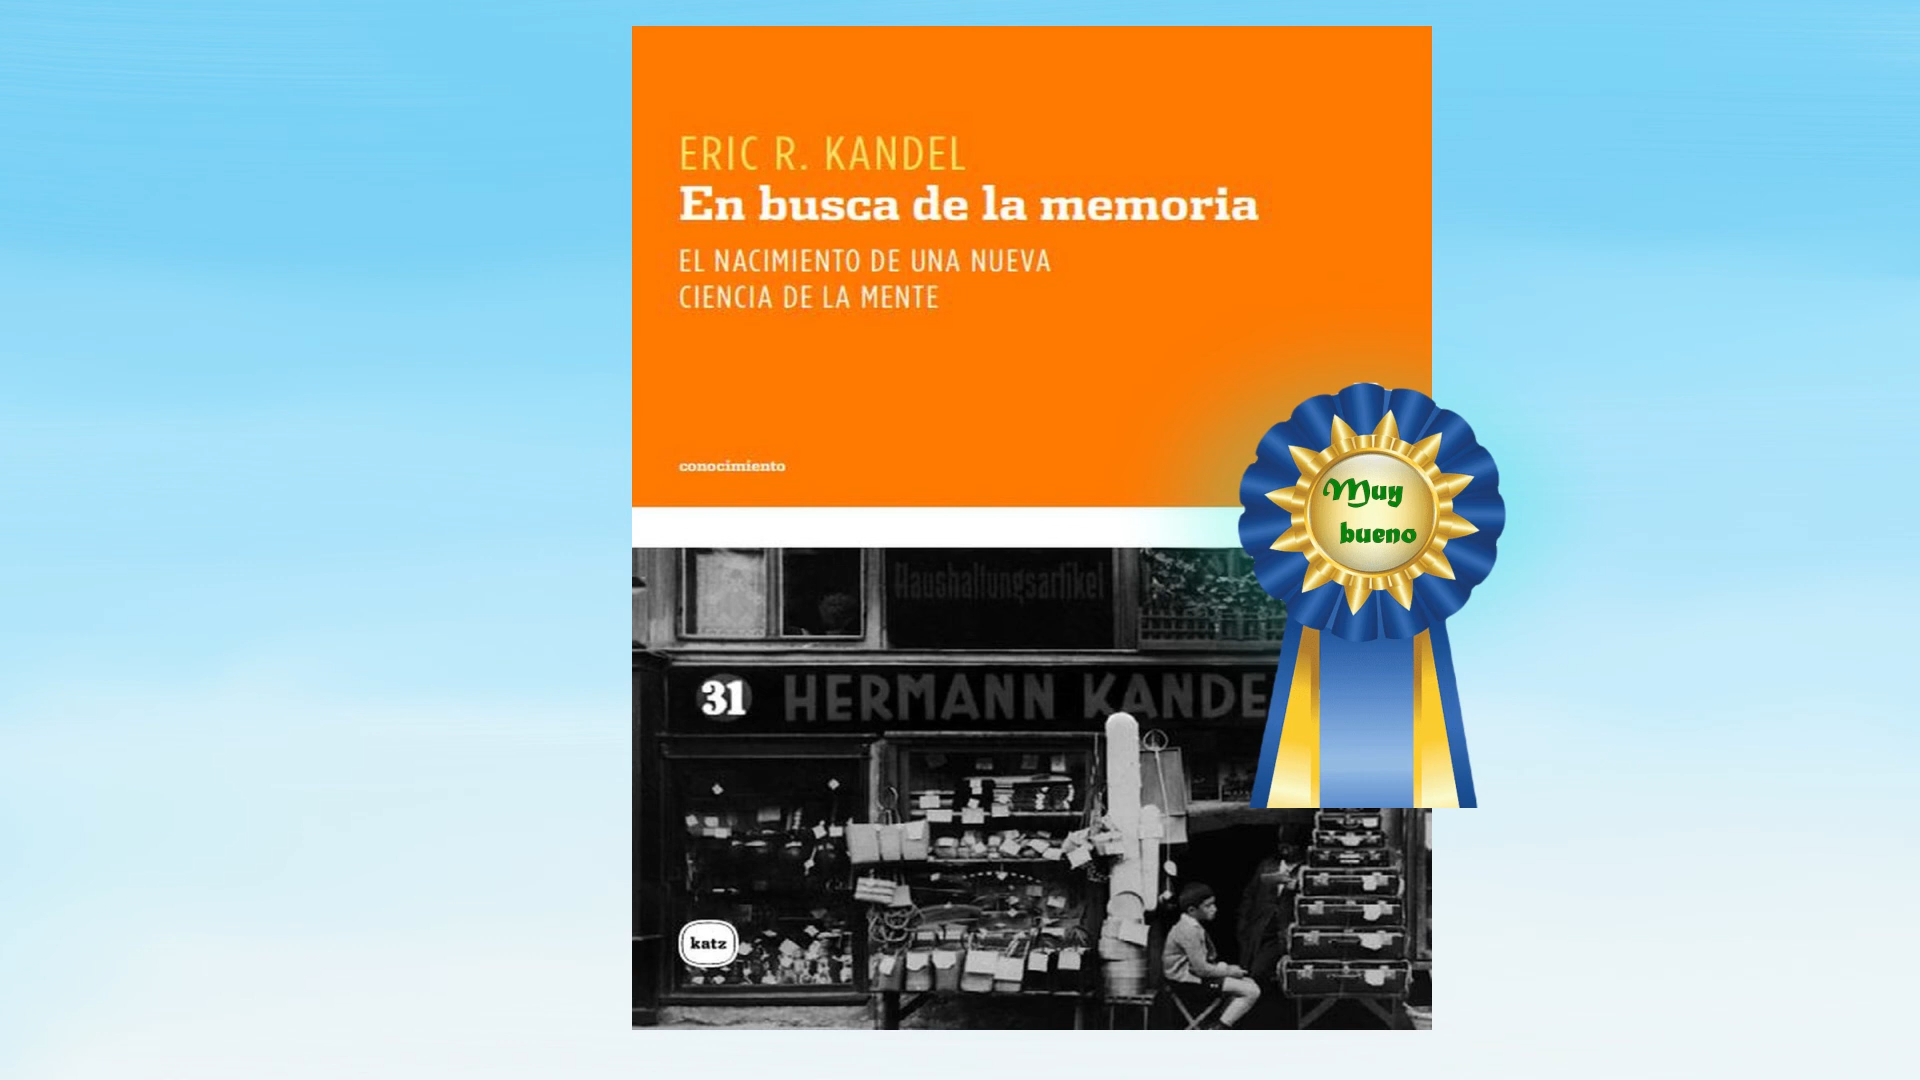 ERIC R. KANDEL
En busca de la memoria
EL NACIMIENTO DE UNA NUEVA
CIENCIA DE LA MENTE
conocimiento
Muy
bueno
Haushaltungsartikel
31 HERMANN KANDE
katz